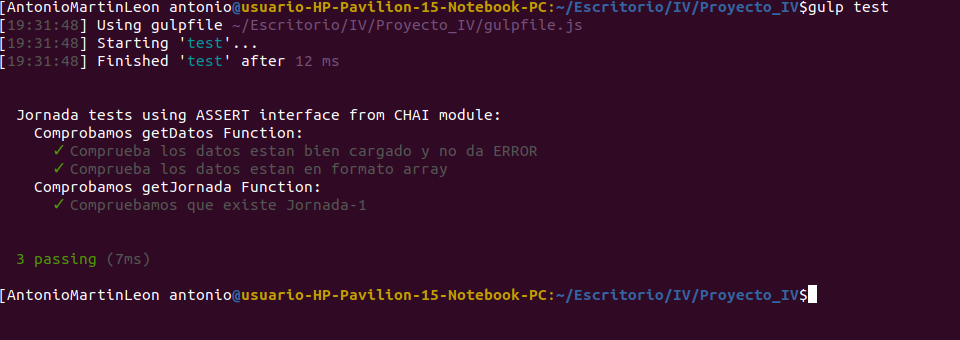 [AntonioMartinLeon antonio@usuario-HP-Pavilion-15-Notebook-PC:~/Escritorio/IV/Proyecto_IV$gulp test
[19:31:48] Using gulpfile ~/Escritorio/IV/Proyecto_IV/gulpfile.js
[19:31:48] Starting 'test'...
[19:31:48] Finished 'test' after 12 ms
Jornada tests using ASSERT interface from CHAI module:
Comprobamos getDatos Function:
✓ Comprueba los datos estan bien cargado y no da ERROR
✓ Comprueba los datos estan en formato array
Comprobamos getJornada Function:
✓ Compruebamos que existe Jornada-1
3 passing (7ms)
[AntonioMartinLeon antonio@usuario-HP-Pavilion-15-Notebook-PC:~/Escritorio/IV/Proyecto_IV$